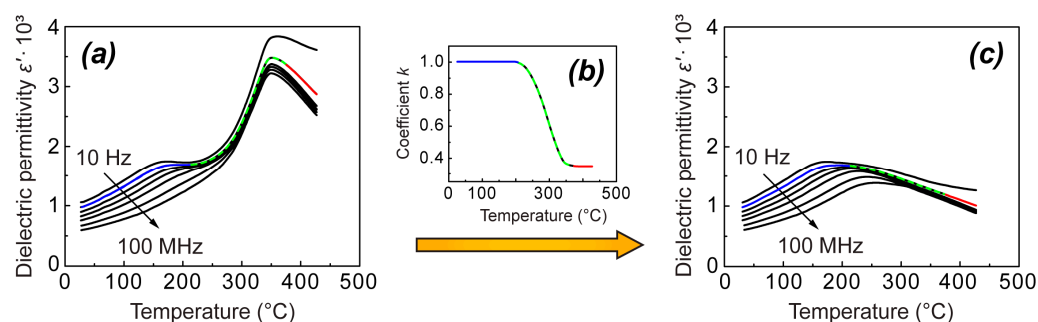 Dielectric permittivity ε′· 10³
4
3
2
1
0
(a)
10 Hz
100 MHz
0 100 200 300 400 500
Temperature (°C)
Coefficient k
1.0
0.8
0.6
0.4
(b)
0 100 300 500
Temperature (°C)
Dielectric permittivity ε′· 10³
4
3
2
1
0
(c)
10 Hz
100 MHz
0 100 200 300 400 500
Temperature (°C)